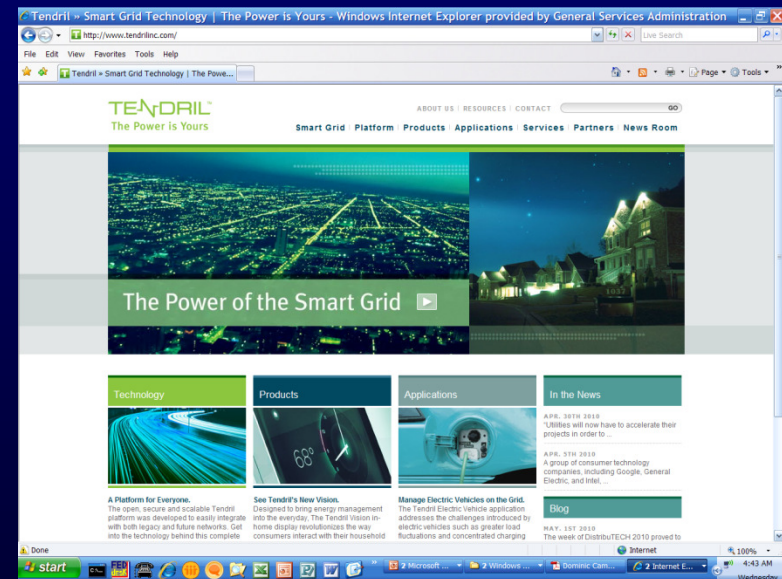 Tendril » Smart Grid Technology | The Power is Yours - Windows Internet Explorer provided by General Services Administration
http://www.tendrilinc.com/
Live Search
File Edit View Favorites Tools Help
Tendril » Smart Grid Technology | The Powe...
Page Tools
TENDRIL
The Power is Yours
ABOUT US | RESOURCES | CONTACT
GO
Smart Grid | Platform | Products | Applications | Services | Partners | News Room
1037
The Power of the Smart Grid
Technology
Products
68°
Applications
In the News
APR. 30TH 2010
"Utilities will now have to accelerate their
projects in order to ...
APR. 5TH 2010
A group of consumer technology
companies, including Google, General
Electric, and Intel, ...
A Platform for Everyone.
The open, secure and scalable Tendril
platform was developed to easily integrate
with both legacy and future networks. Get
into the technology behind this complete
See Tendril's New Vision.
Designed to bring energy management
into the everyday, The Tendril Vision in-
home display revolutionizes the way
consumers interact with their household
Manage Electric Vehicles on the Grid.
The Tendril Electric Vehicle application
addresses the challenges introduced by
electric vehicles such as greater load
fluctuations and concentrated charging
Blog
MAY. 1ST 2010
The week of DistribuTECH 2010 proved to
Done
Internet
100%
start
2 Microsoft ...
2 Windows ...
Dominic Cam...
2 Internet E...
4:43 AM
Wednesday